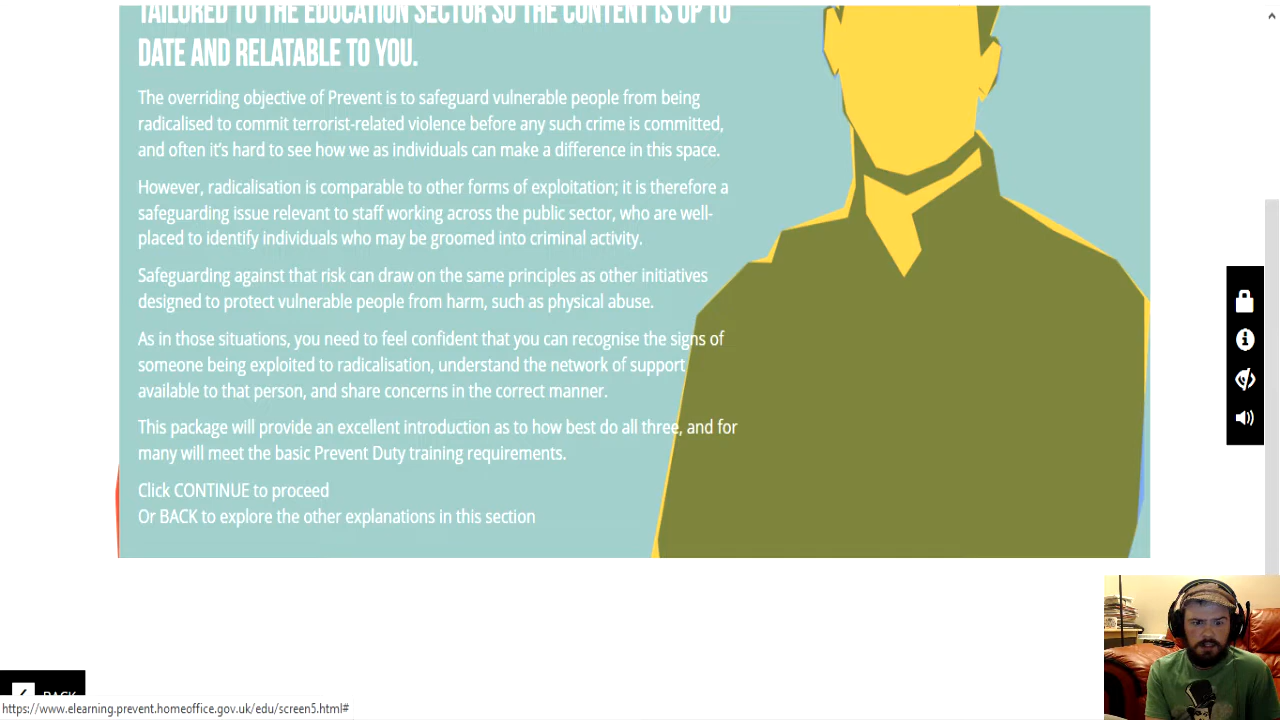 TAILORED TO THE EDUCATION SECTOR SO THE CONTENT IS UP TO
DATE AND RELATABLE TO YOU.
The overriding objective of Prevent is to safeguard vulnerable people from being
radicalised to commit terrorist-related violence before any such crime is committed,
and often it's hard to see how we as individuals can make a difference in this space.
However, radicalisation is comparable to other forms of exploitation; it is therefore a
safeguarding issue relevant to staff working across the public sector, who are well-
placed to identify individuals who may be groomed into criminal activity.
Safeguarding against that risk can draw on the same principles as other initiatives
designed to protect vulnerable people from harm, such as physical abuse.
As in those situations, you need to feel confident that you can recognise the signs of
someone being exploited to radicalisation, understand the network of support
available to that person, and share concerns in the correct manner.
This package will provide an excellent introduction as to how best do all three, and for
many will meet the basic Prevent Duty training requirements.
Click CONTINUE to proceed
Or BACK to explore the other explanations in this section
BACK
https://www.elearning.prevent.homeoffice.gov.uk/edu/screen5.html#